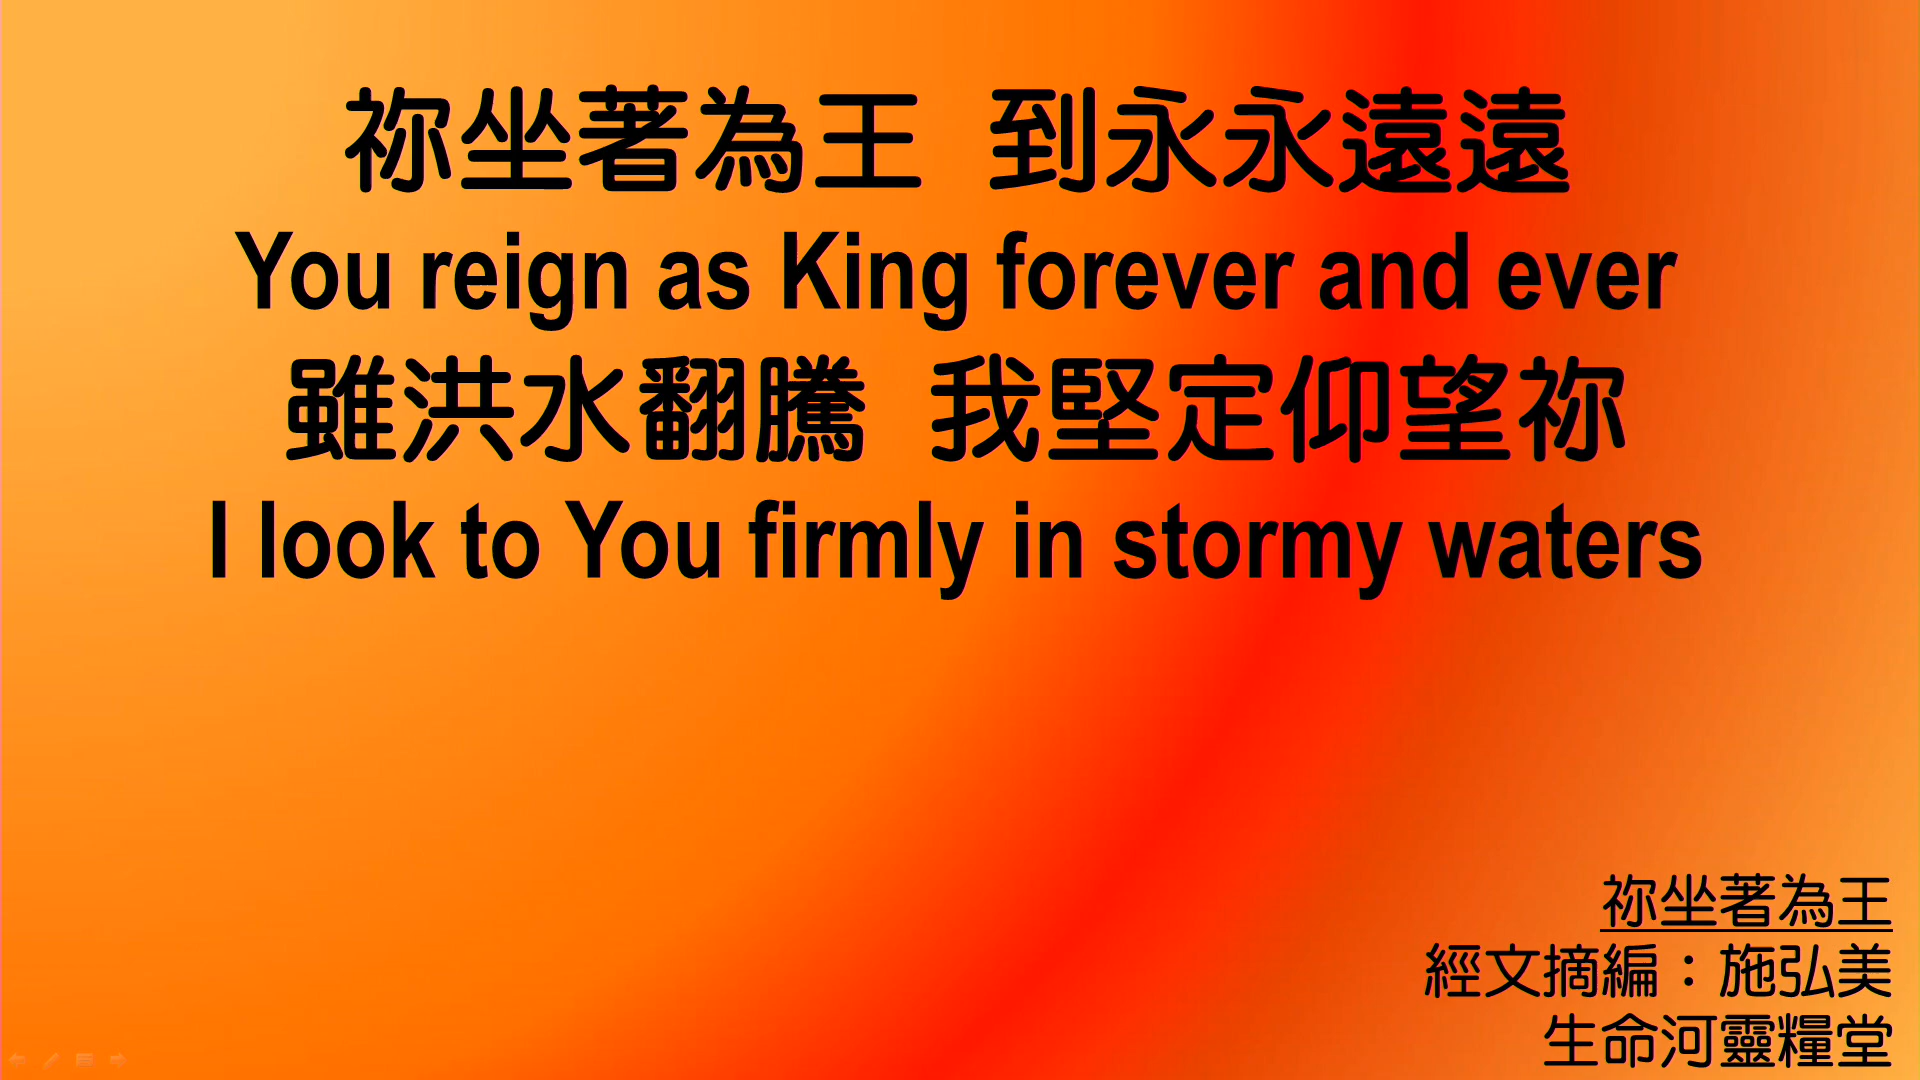 祢坐著為王 到永永遠遠
You reign as King forever and ever
雖洪水翻騰 我堅定仰望祢
I look to You firmly in stormy waters
祢坐著為王
經文摘編：施弘美
生命河靈糧堂